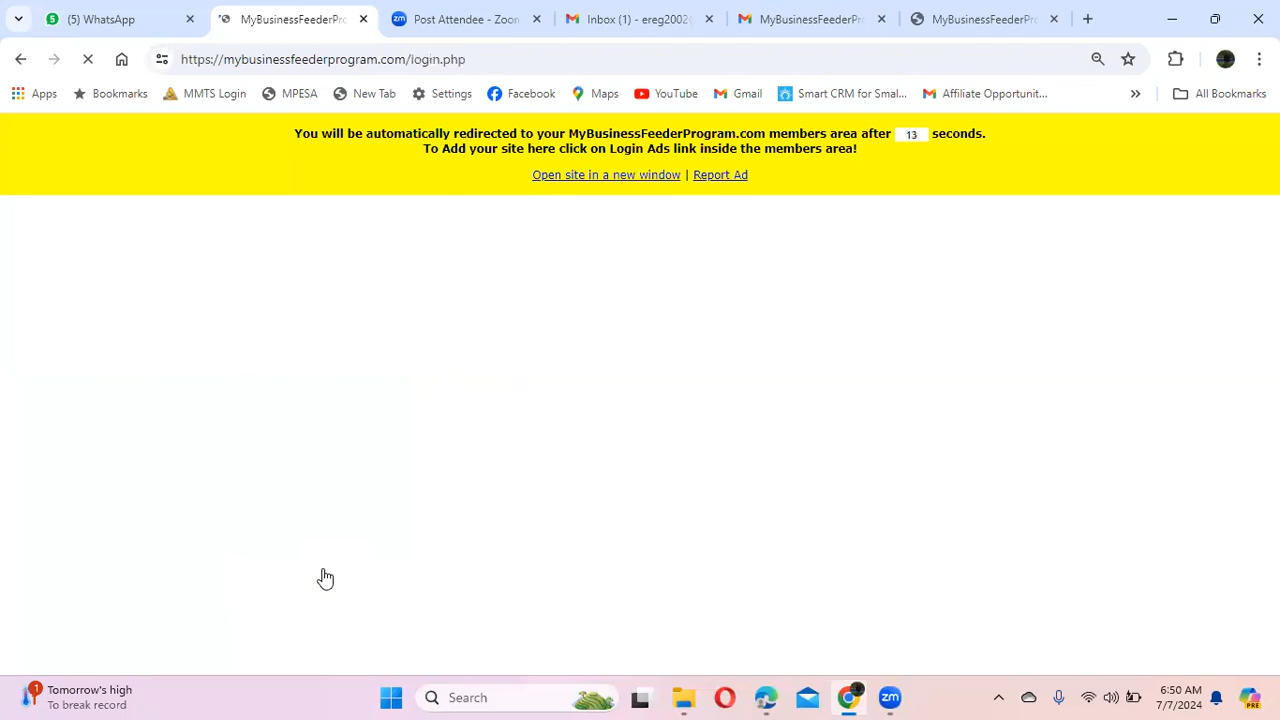 (5) WhatsApp
MyBusinessFeederPro
Post Attendee - Zoon
Inbox (1) - ereg2002@
MyBusinessFeederPr
MyBusinessFeederPr
https://mybusinessfeederprogram.com/login.php
Apps
Bookmarks
MMTS Login
MPESA
New Tab
Settings
Facebook
Maps
YouTube
Gmail
Smart CRM for Smal...
Affiliate Opportunit...
»
All Bookmarks
You will be automatically redirected to your MyBusinessFeederProgram.com members area after 13 seconds.
To Add your site here click on Login Ads link inside the members area!
Open site in a new window | Report Ad
1
Tomorrow's high
To break record
Search
zm
6:50 AM
7/7/2024
PRE